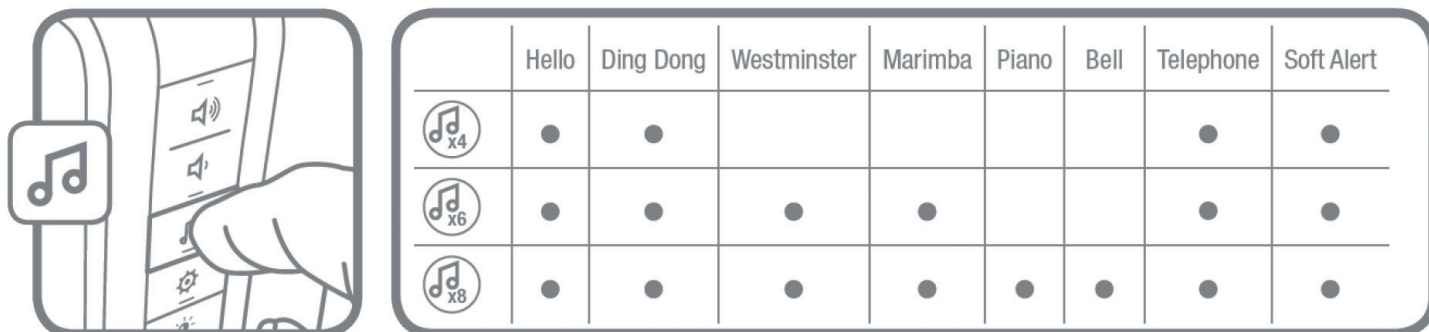 Hello Ding Dong Westminster Marimba Piano Bell Telephone Soft Alert
x4
x6
x8